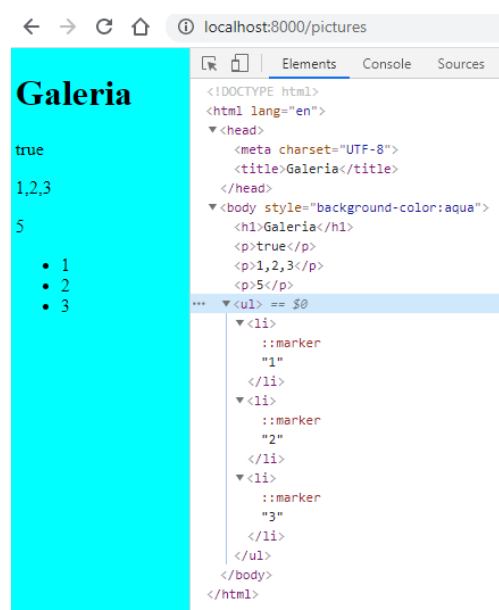 localhost:8000/pictures
Galeria
true
1,2,3
5
• 1
• 2
• 3
Elements Console Sources
<!DOCTYPE html>
<html lang="en">
▼<head>
<meta charset="UTF-8">
<title>Galeria</title>
</head>
▼<body style="background-color:aqua">
<h1>Galeria</h1>
<p>true</p>
<p>1,2,3</p>
<p>5</p>
… ▼<ul> == $0
▼<li>
::marker
"1"
</li>
▼<li>
::marker
"2"
</li>
▼<li>
::marker
"3"
</li>
</ul>
</body>
</html>